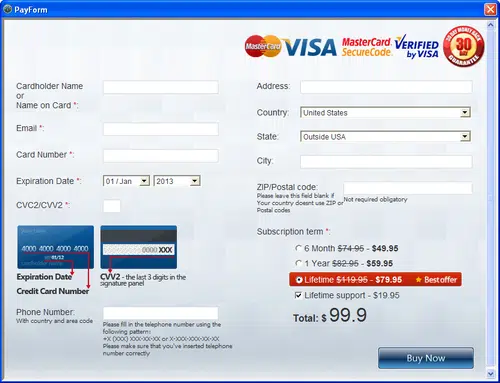 PayForm
MasterCard VISA MasterCard. SecureCode. VERIFIED by VISA 30 DAY MONEY BACK GUARANTEE
Cardholder Name
or
Name on Card *:
Email *:
Card Number *:
Expiration Date *: 01 / Jan 2013
CVC2/CVV2 *:
4000 4000 4000 4000
01/12
000 XXX
Expiration Date
Credit Card Number
CVV2 - the last 3 digits in the
signature panel
Phone Number:
With country and area code
Please fill in the telephone number using the
following pattern:
+X (XXX) XXX-XX-XX or X-XXX-XXX-XX-XX
Please make sure that you've inserted telephone
number correctly
Address:
Country: United States
State: Outside USA
City:
ZIP/Postal code:
Please leave this field blank if
Your country doesnt use ZIP or
Postal codes
Not required obligatory
Subscription term *:
6 Month $74.95 - $49.95
1 Year $82.95 - $59.95
Lifetime $119.95 - $79.95 Best offer
Lifetime support - $19.95
Total: $ 99.9
Buy Now